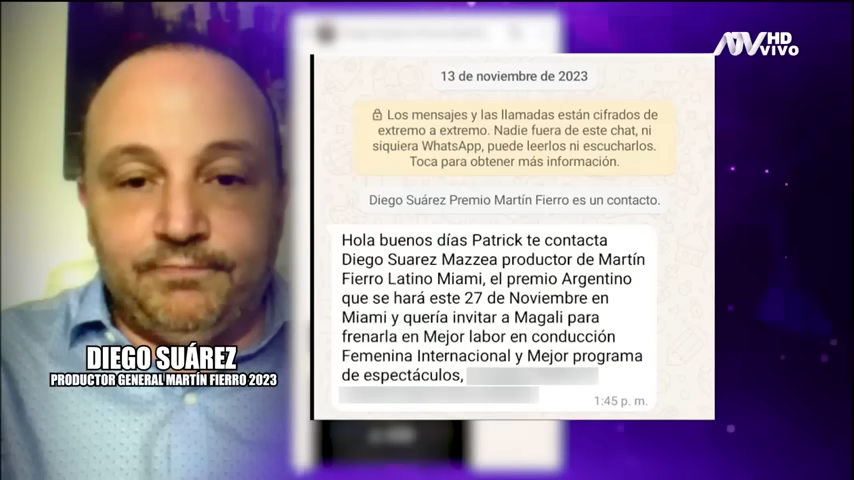 ATV HD
VIVO
13 de noviembre de 2023
Los mensajes y las llamadas están cifrados de
extremo a extremo. Nadie fuera de este chat, ni
siquiera WhatsApp, puede leerlos ni escucharlos.
Toca para obtener más información.
Diego Suárez Premio Martín Fierro es un contacto.
Hola buenos días Patrick te contacta
Diego Suarez Mazzea productor de Martín
Fierro Latino Miami, el premio Argentino
que se hará este 27 de Noviembre en
Miami y quería invitar a Magali para
frenarla en Mejor labor en conducción
Femenina Internacional y Mejor programa
de espectáculos,
1:45 p. m.
DIEGO SUÁREZ
PRODUCTOR GENERAL MARTÍN FIERRO 2023